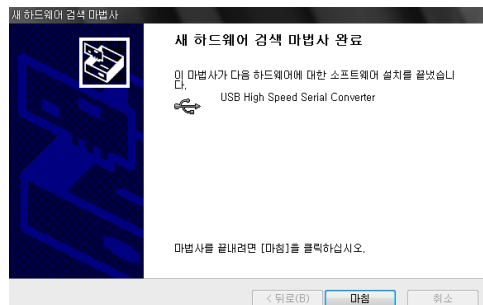 새 하드웨어 검색 마법사
새 하드웨어 검색 마법사 완료
이 마법사가 다음 하드웨어에 대한 소프트웨어 설치를 끝냈습니
다.
USB High Speed Serial Converter
마법사를 끝내려면 [마침]을 클릭하십시오.
< 뒤로(B) 마침 취소